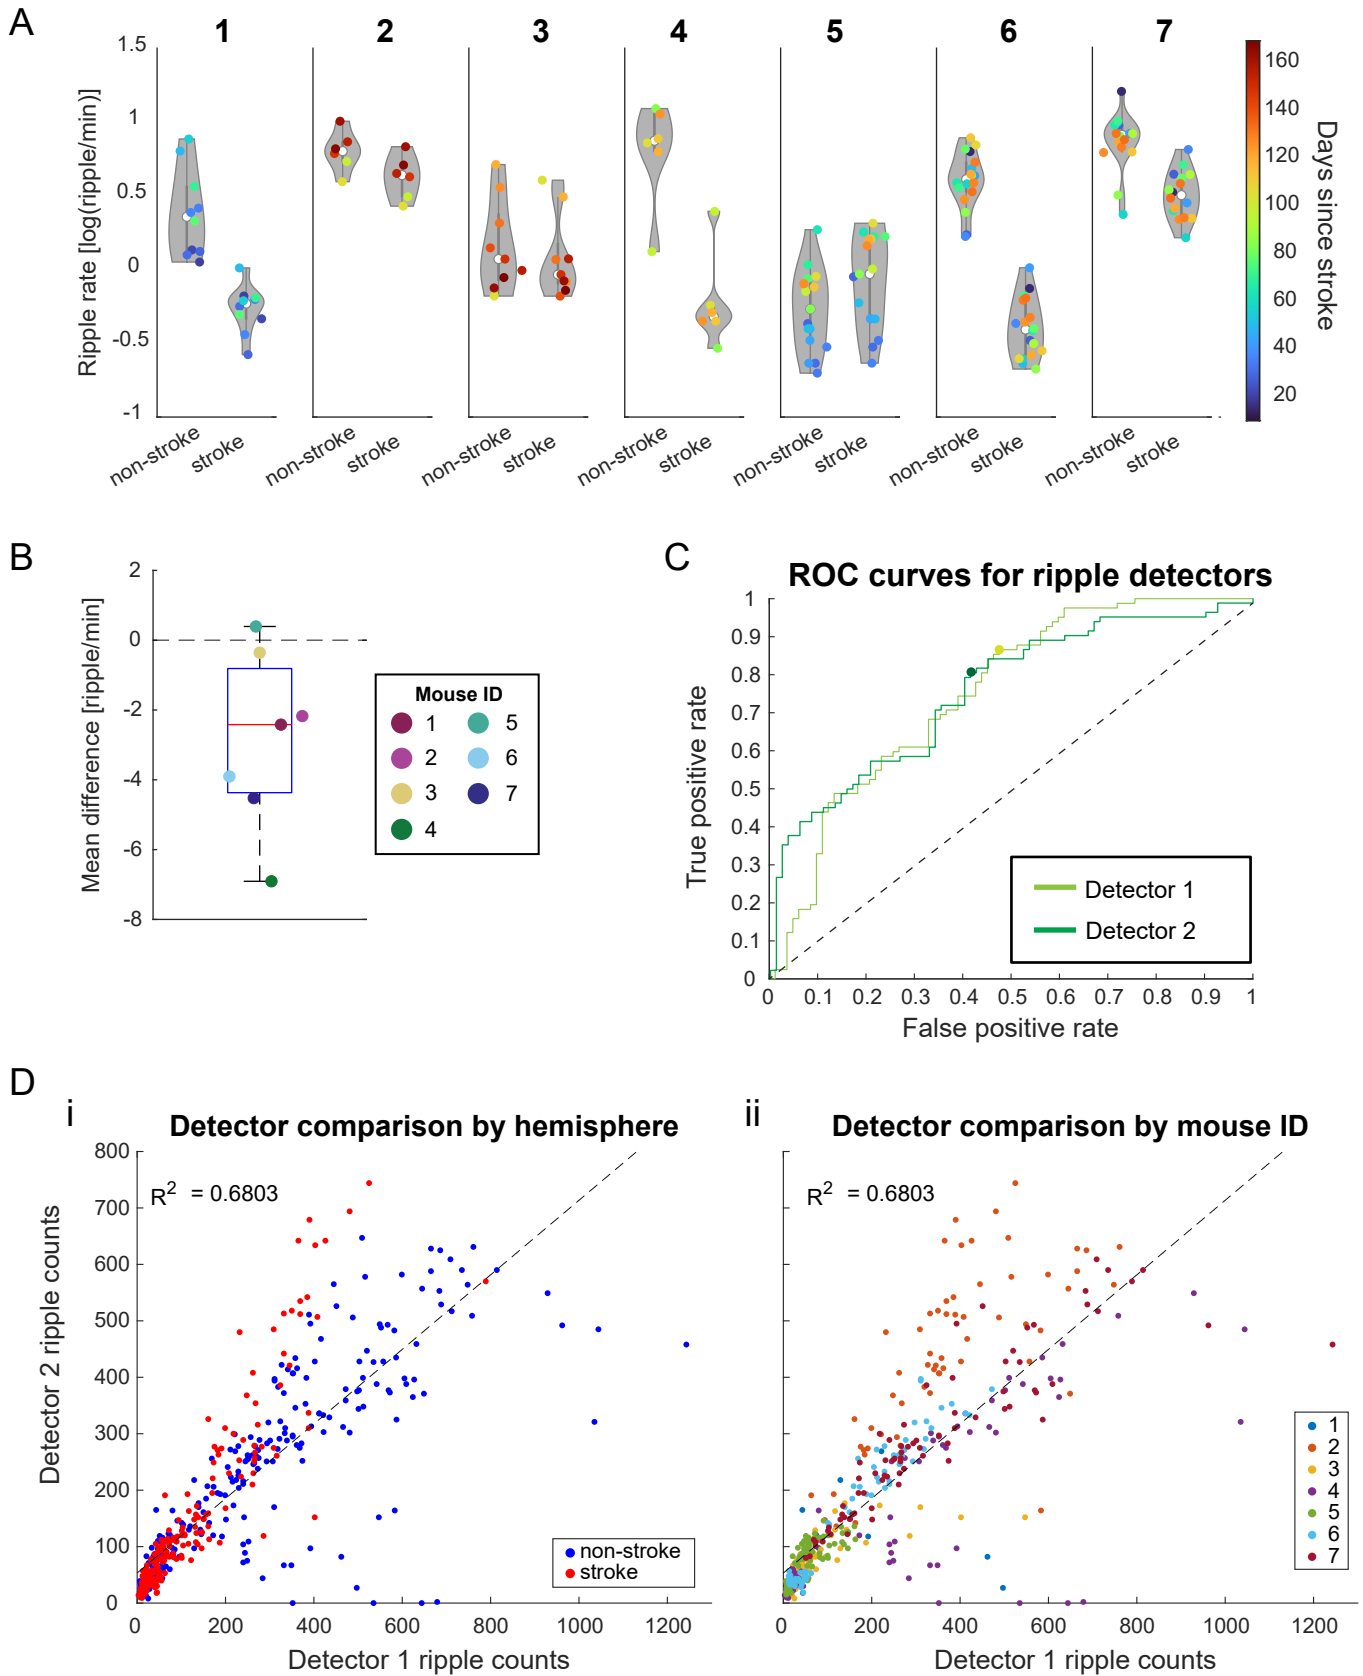 A
1 2 3 4 5 6 7
Ripple rate [log(ripple/min)]
1.5
1
0.5
0
-0.5
-1
non-stroke stroke non-stroke stroke non-stroke stroke non-stroke stroke non-stroke stroke non-stroke stroke non-stroke stroke
160
140
120
100
80
60
40
20
Days since stroke
B
Mean difference [ripple/min]
2
0
-2
-4
-6
-8
Mouse ID
1 5
2 6
3 7
4
C
ROC curves for ripple detectors
True positive rate
1
0.9
0.8
0.7
0.6
0.5
0.4
0.3
0.2
0.1
0
Detector 1
Detector 2
0 0.1 0.2 0.3 0.4 0.5 0.6 0.7 0.8 0.9 1
False positive rate
D
i
Detector comparison by hemisphere
R2 = 0.6803
Detector 2 ripple counts
800
700
600
500
400
300
200
100
0
non-stroke
stroke
0 200 400 600 800 1000 1200
Detector 1 ripple counts
ii
Detector comparison by mouse ID
R2 = 0.6803
1
2
3
4
5
6
7
0 200 400 600 800 1000 1200
Detector 1 ripple counts